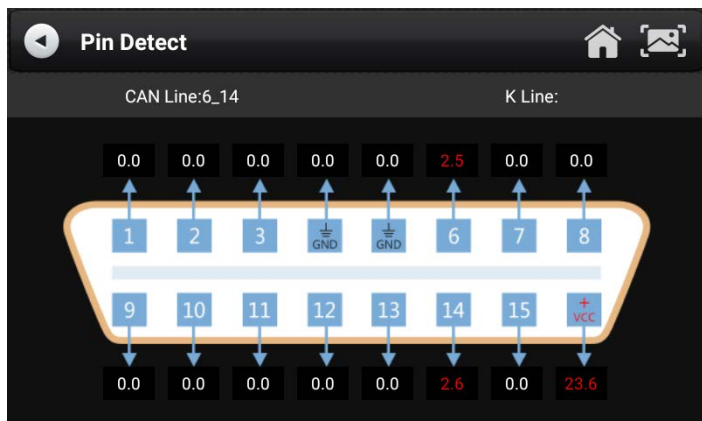 Pin Detect
CAN Line:6_14 K Line:
0.0 0.0 0.0 0.0 0.0 2.5 0.0 0.0
1 2 3 GND GND 6 7 8
9 10 11 12 13 14 15 + VCC
0.0 0.0 0.0 0.0 0.0 2.6 0.0 23.6